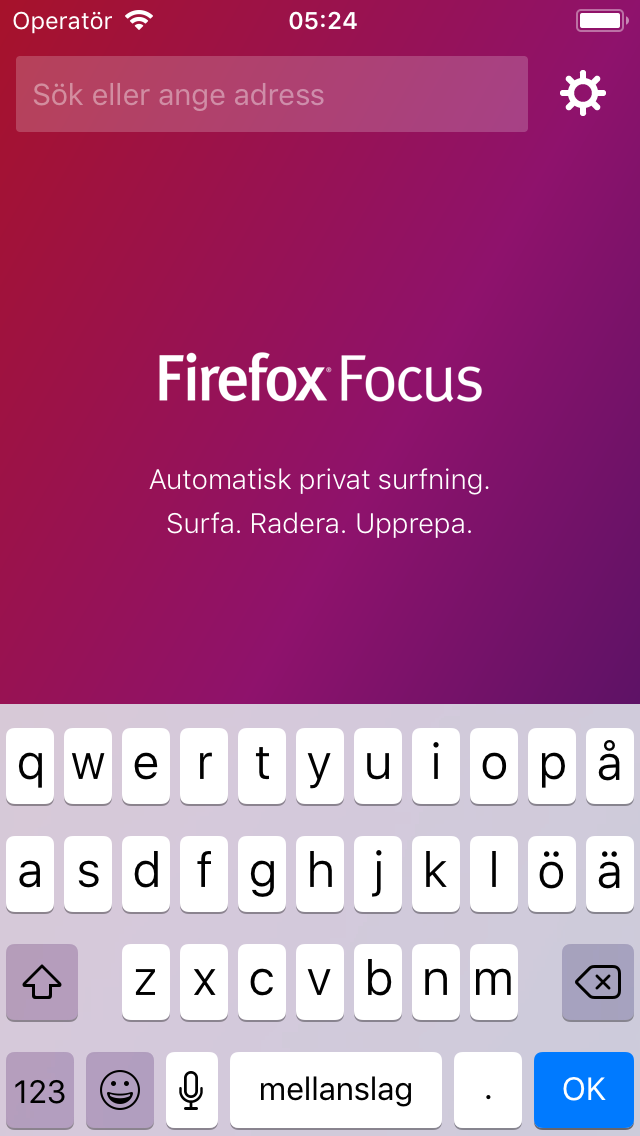 Operatör 05:24
Sök eller ange adress
Firefox® Focus
Automatisk privat surfning.
Surfa. Radera. Upprepa.
q w e r t y u i o p å
a s d f g h j k l ö ä
z x c v b n m
123 mellanslag . OK